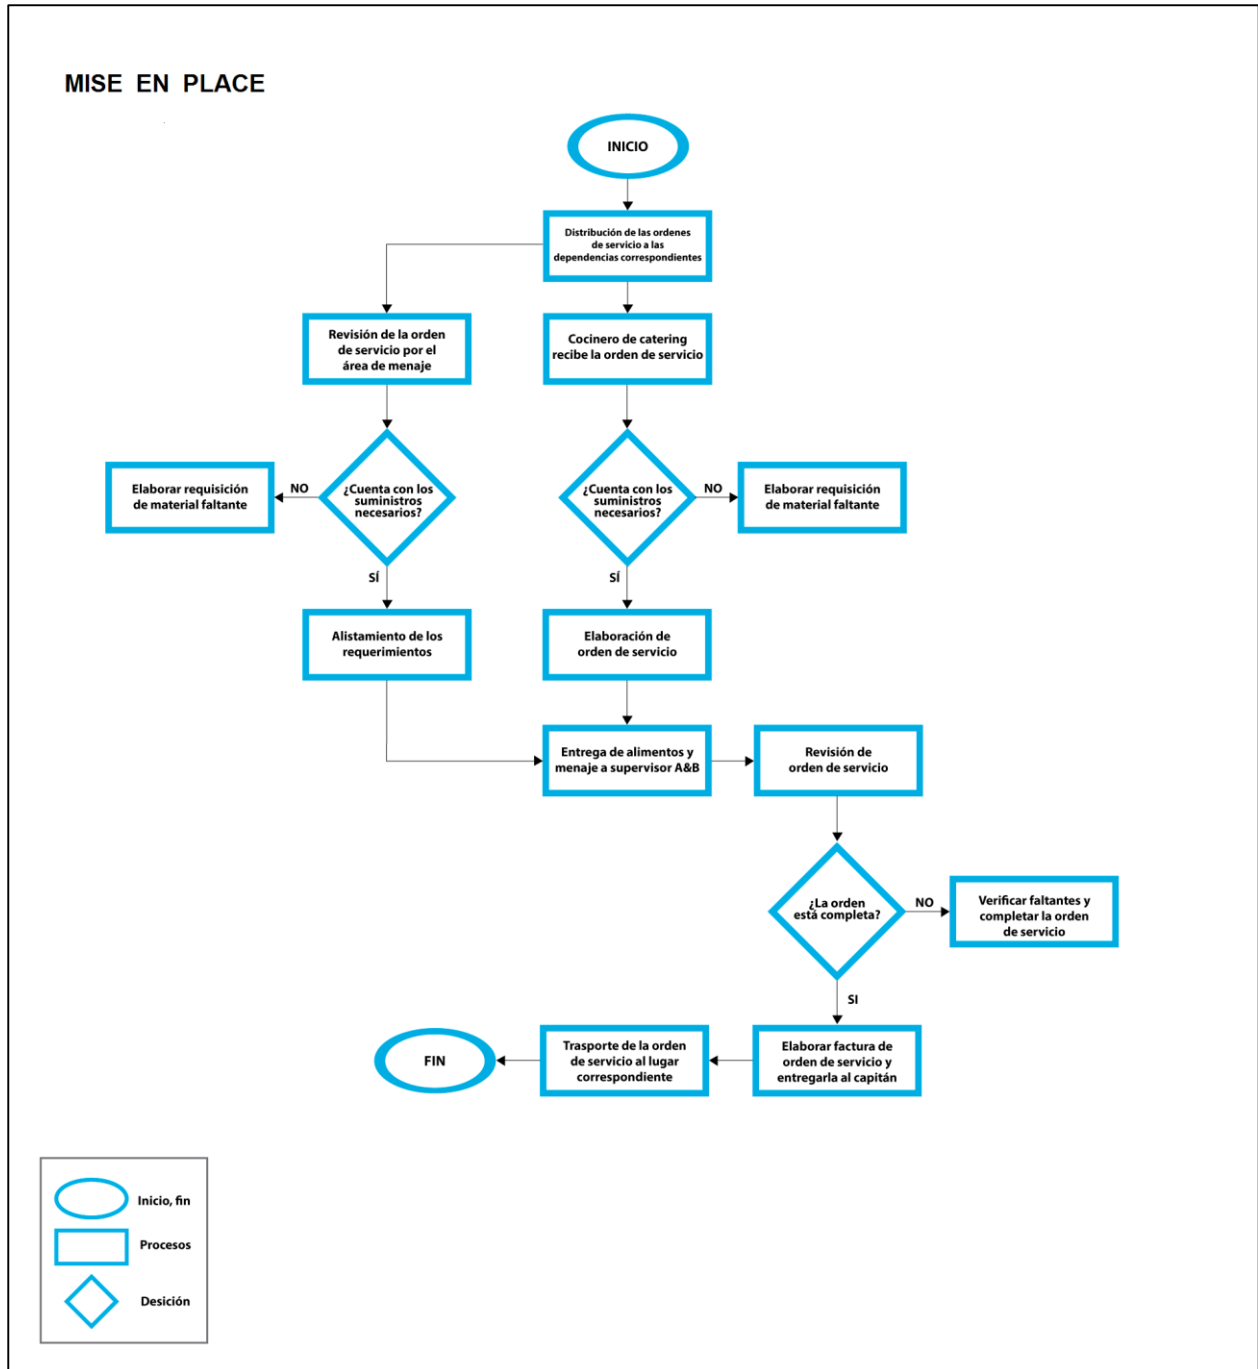 MISE EN PLACE
INICIO
Distribución de las ordenes
de servicio a las
dependencias correspondientes
Revisión de la orden
de servicio por el
área de menaje
Cocinero de catering
recibe la orden de servicio
Elaborar requisición
de material faltante
NO
¿Cuenta con los
suministros
necesarios?
¿Cuenta con los
suministros
necesarios?
NO
Elaborar requisición
de material faltante
SÍ
SÍ
Alistamiento de los
requerimientos
Elaboración de
orden de servicio
Entrega de alimentos y
menaje a supervisor A&B
Revisión de
orden de servicio
¿La orden
está completa?
NO
Verificar faltantes y
completar la orden
de servicio
SI
FIN
Trasporte de la orden
de servicio al lugar
correspondiente
Elaborar factura de
orden de servicio y
entregarla al capitán
Inicio, fin
Procesos
Desición